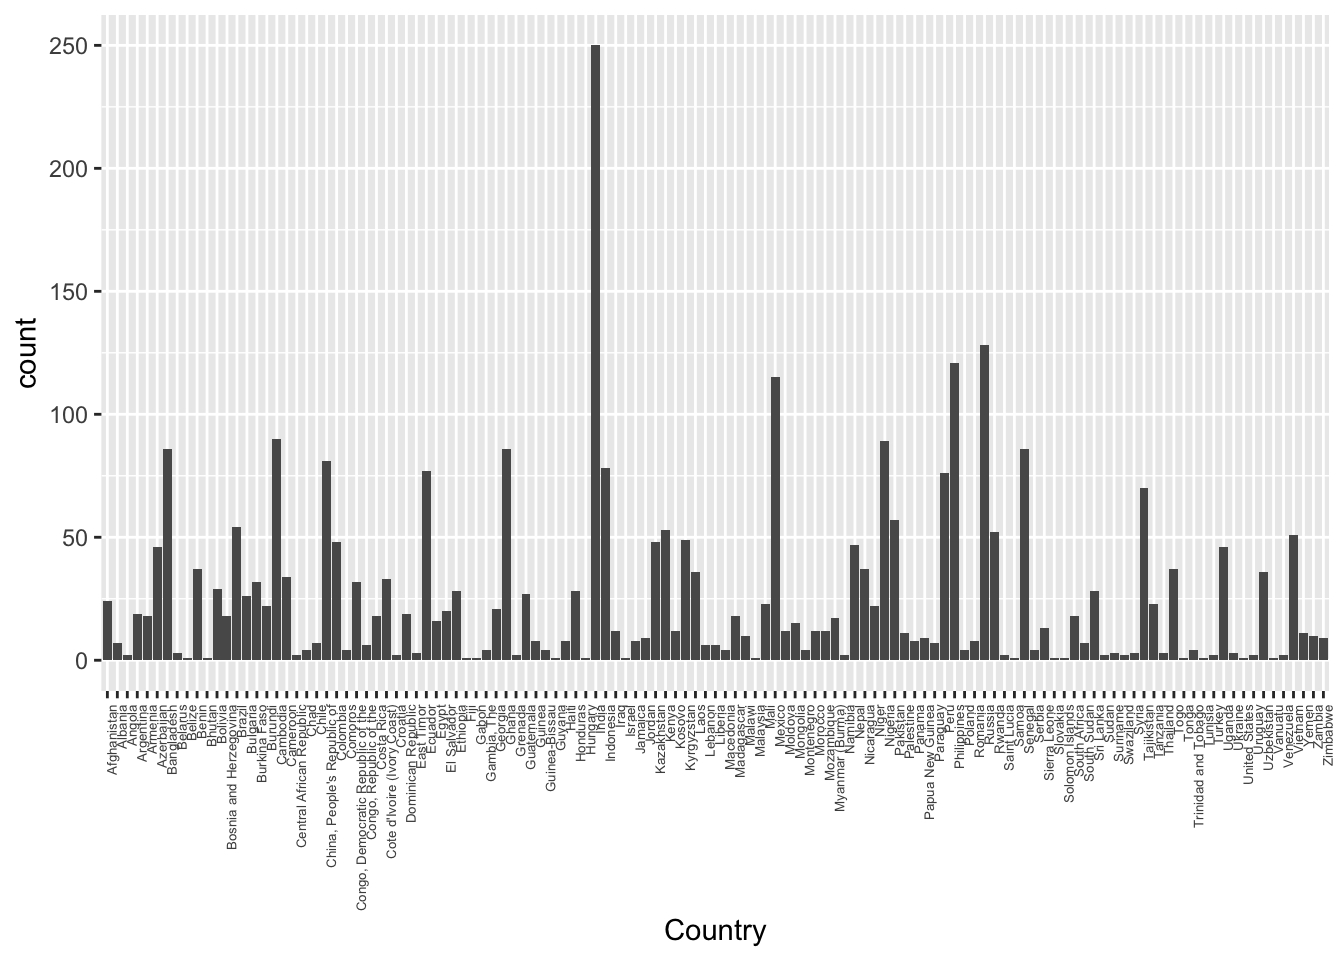 250
200
150
100
50
0
count
Afghanistan
Albania
Angola
Argentina
Armenia
Azerbaijan
Bangladesh
Belarus
Belize
Benin
Bhutan
Bolivia
Bosnia and Herzegovina
Brazil
Bulgaria
Burkina Faso
Burundi
Cambodia
Cameroon
Central African Republic
Chad
Chile
China, People's Republic of
Colombia
Comoros
Congo, Democratic Republic of the
Congo, Republic of the
Costa Rica
Cote d'Ivoire (Ivory Coast)
Croatia
Dominican Republic
East Timor
Ecuador
Egypt
El Salvador
Ethiopia
Fiji
Gabon
Gambia, The
Georgia
Ghana
Grenada
Guatemala
Guinea
Guinea-Bissau
Guyana
Haiti
Honduras
Hungary
India
Indonesia
Iraq
Israel
Jamaica
Jordan
Kazakhstan
Kenya
Kosovo
Kyrgyzstan
Laos
Lebanon
Liberia
Macedonia
Madagascar
Malawi
Malaysia
Mali
Mexico
Moldova
Mongolia
Montenegro
Morocco
Mozambique
Myanmar (Burma)
Namibia
Nepal
Nicaragua
Niger
Nigeria
Pakistan
Palestine
Panama
Papua New Guinea
Paraguay
Peru
Philippines
Poland
Romania
Russia
Rwanda
Saint Lucia
Samoa
Senegal
Serbia
Sierra Leone
Slovakia
Solomon Islands
South Africa
South Sudan
Sri Lanka
Sudan
Suriname
Swaziland
Syria
Tajikistan
Tanzania
Thailand
Togo
Tonga
Trinidad and Tobago
Tunisia
Turkey
Uganda
Ukraine
United States
Uruguay
Uzbekistan
Vanuatu
Venezuela
Vietnam
Yemen
Zambia
Zimbabwe
Country